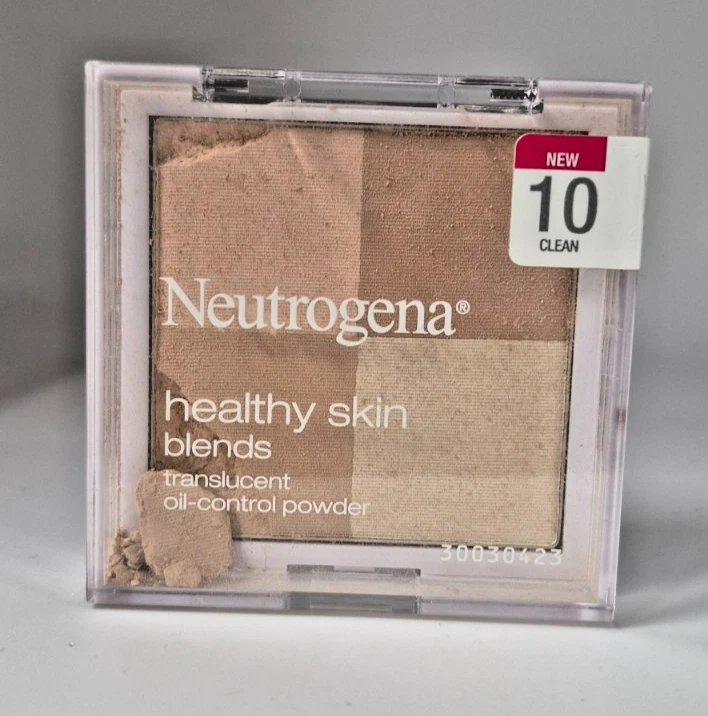 NEW
10
CLEAN
Neutrogena®
healthy skin
blends
translucent
oil-control powder
30030423